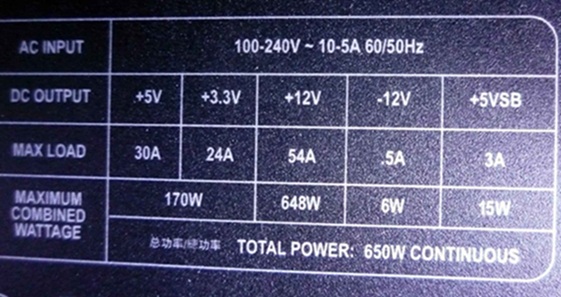 AC INPUT 100-240V ~ 10-5A 60/50Hz
DC OUTPUT +5V +3.3V +12V -12V +5VSB
MAX LOAD 30A 24A 54A .5A 3A
MAXIMUM
COMBINED
WATTAGE
170W 648W 6W 15W
总功率/總功率 TOTAL POWER: 650W CONTINUOUS